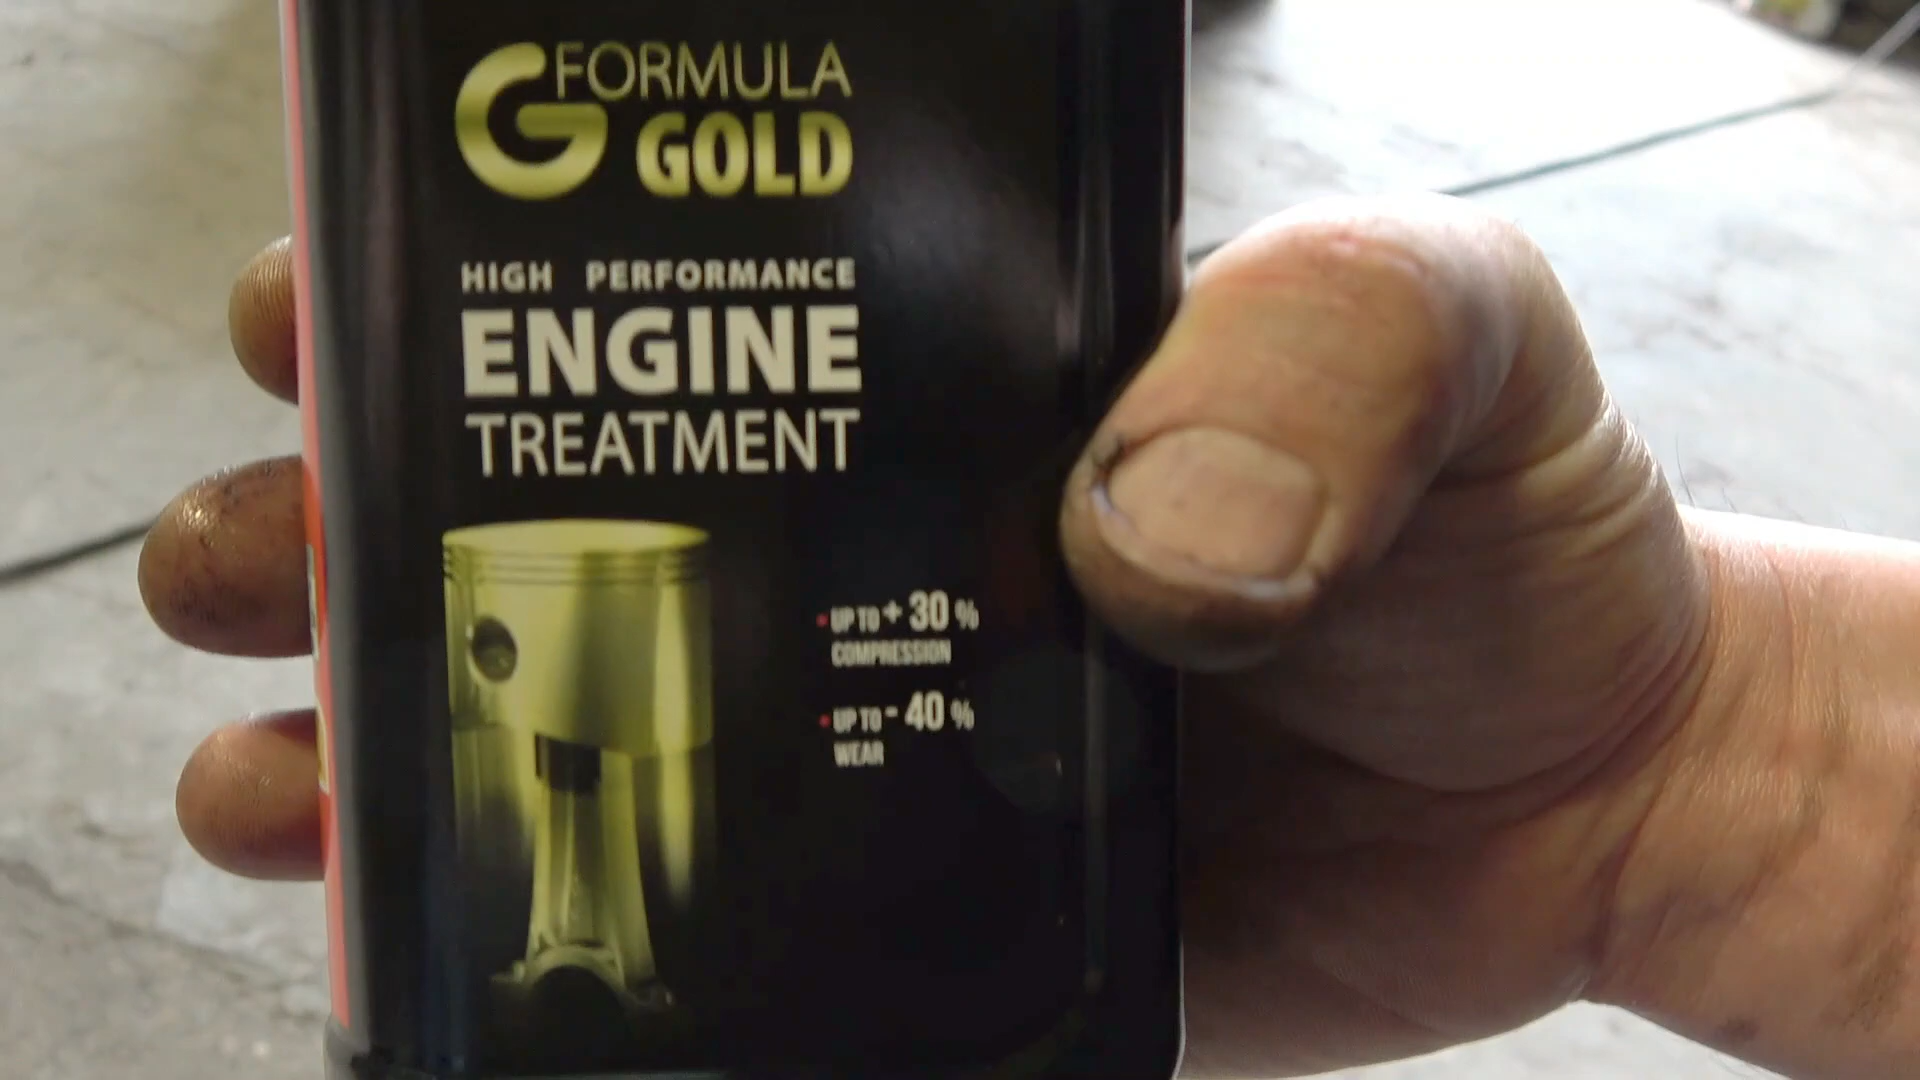 FORMULA
GOLD
HIGH PERFORMANCE
ENGINE
TREATMENT
• UP TO + 30 %
COMPRESSION
• UP TO - 40 %
WEAR